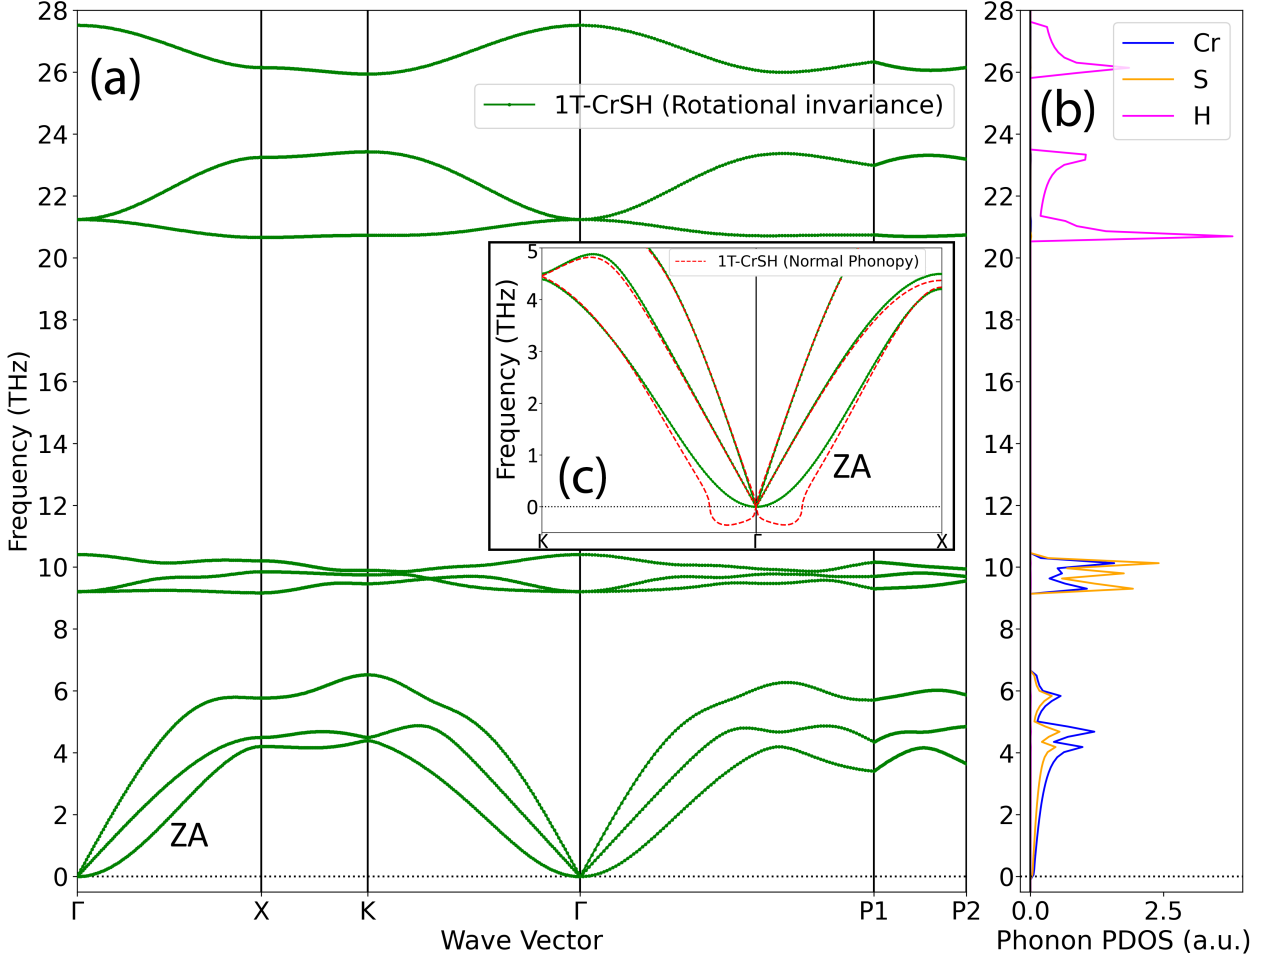 28
26
24
22
20
18
16
14
12
10
8
6
4
2
0
Frequency (THz)
(a)
1T-CrSH (Rotational invariance)
ZA
Γ X K Γ P1 P2
Wave Vector
5
4
3
2
1
0
Frequency (THz)
1T-CrSH (Normal Phonopy)
(c)
ZA
K Γ X
28
26
24
22
20
18
16
14
12
10
8
6
4
2
0
Cr
S
H
(b)
0.0 2.5
Phonon PDOS (a.u.)